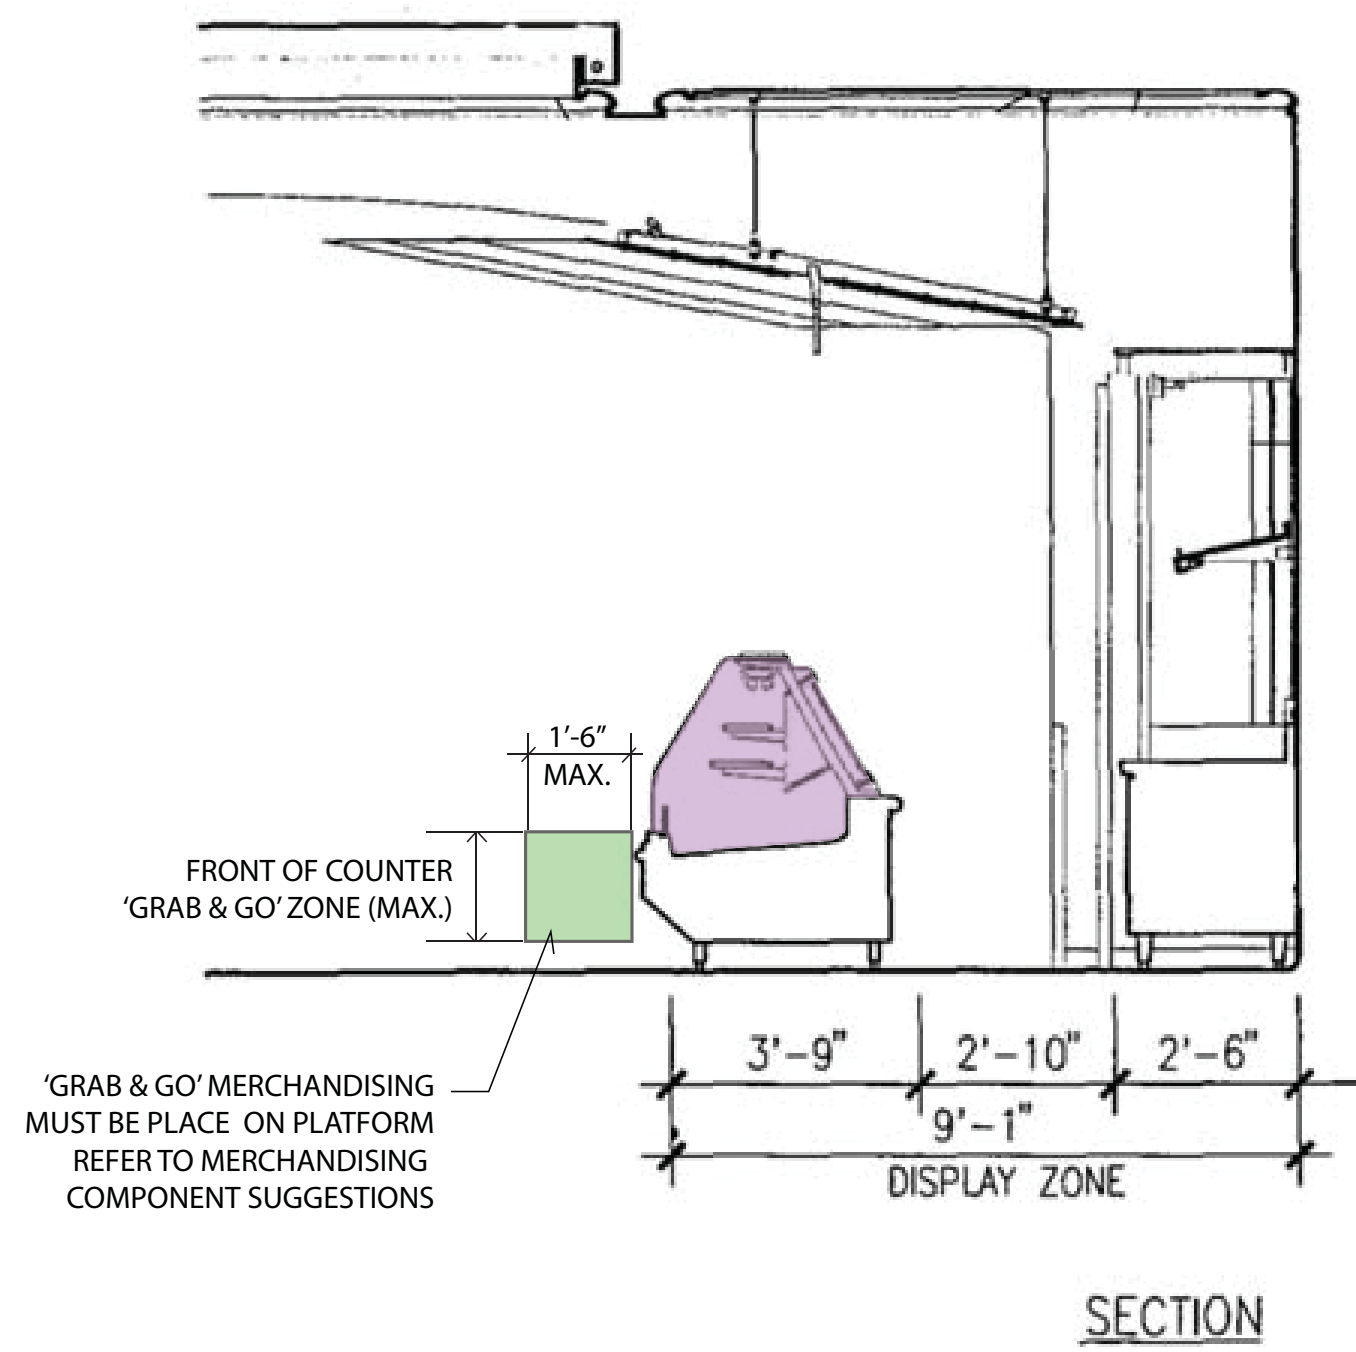 1’-6”
MAX.
FRONT OF COUNTER
‘GRAB & GO’ ZONE (MAX.)
‘GRAB & GO’ MERCHANDISING
MUST BE PLACE  ON PLATFORM
REFER TO MERCHANDISING
COMPONENT SUGGESTIONS
3'-9" 2'-10" 2'-6"
9'-1"
DISPLAY ZONE
SECTION